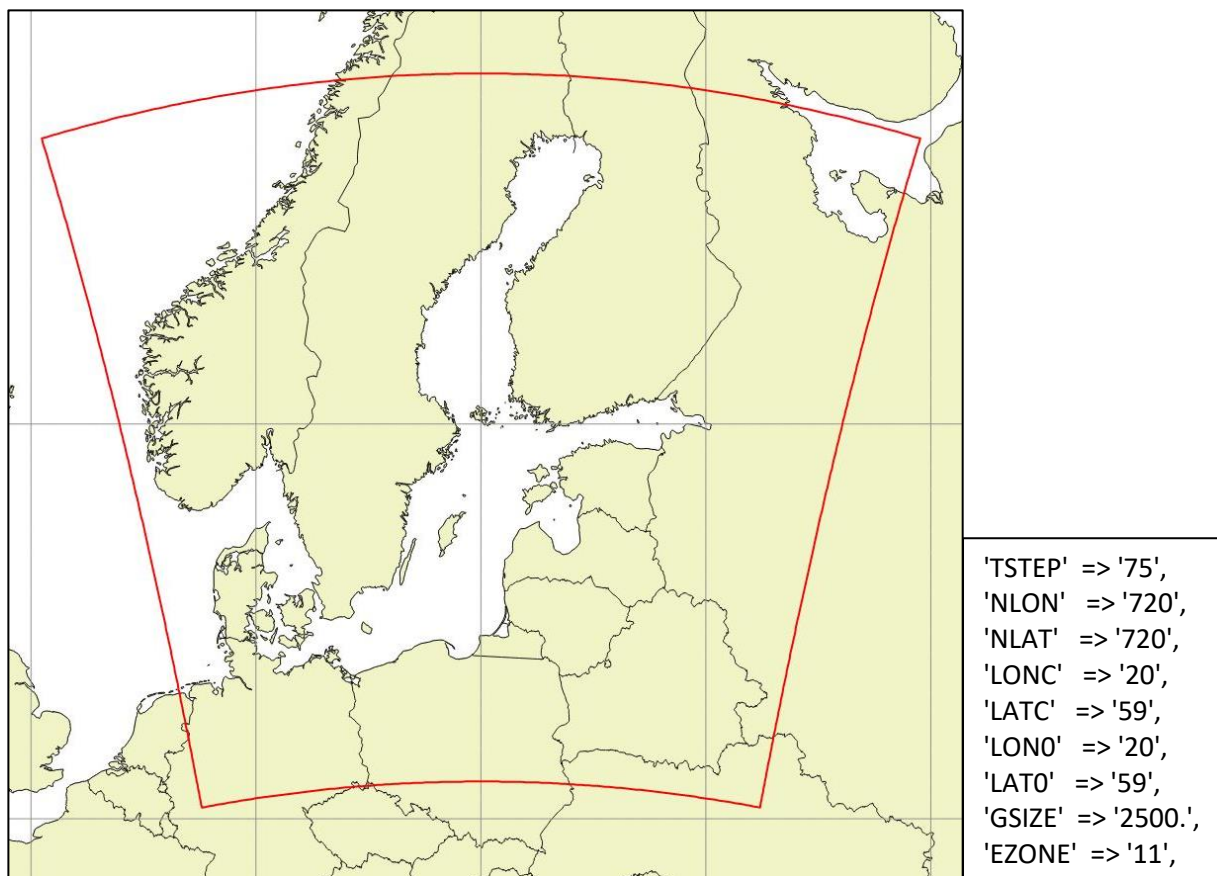 'TSTEP' => '75',
'NLON' => '720',
'NLAT' => '720',
'LONC' => '20',
'LATC' => '59',
'LON0' => '20',
'LAT0' => '59',
'GSIZE' => '2500.',
'EZONE' => '11',